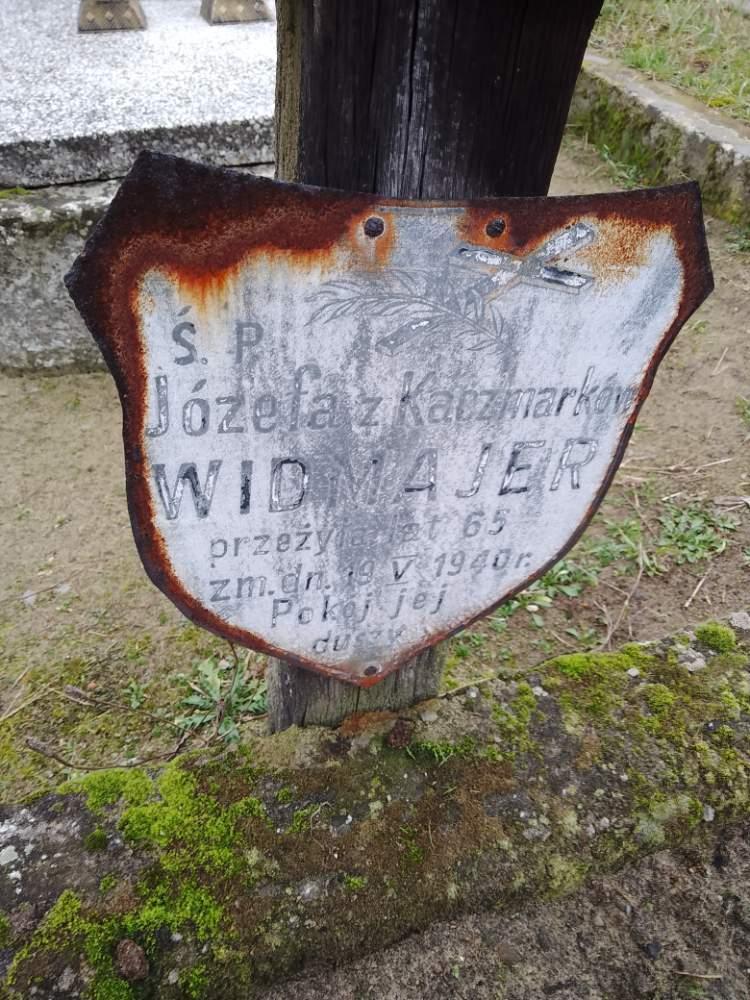 Ś. P.
Józefa z Kaczmarków
WIDMAJER
przeżyła lat 65
zm. dn. 19 V 1940 r.
Pokój jej
duszy